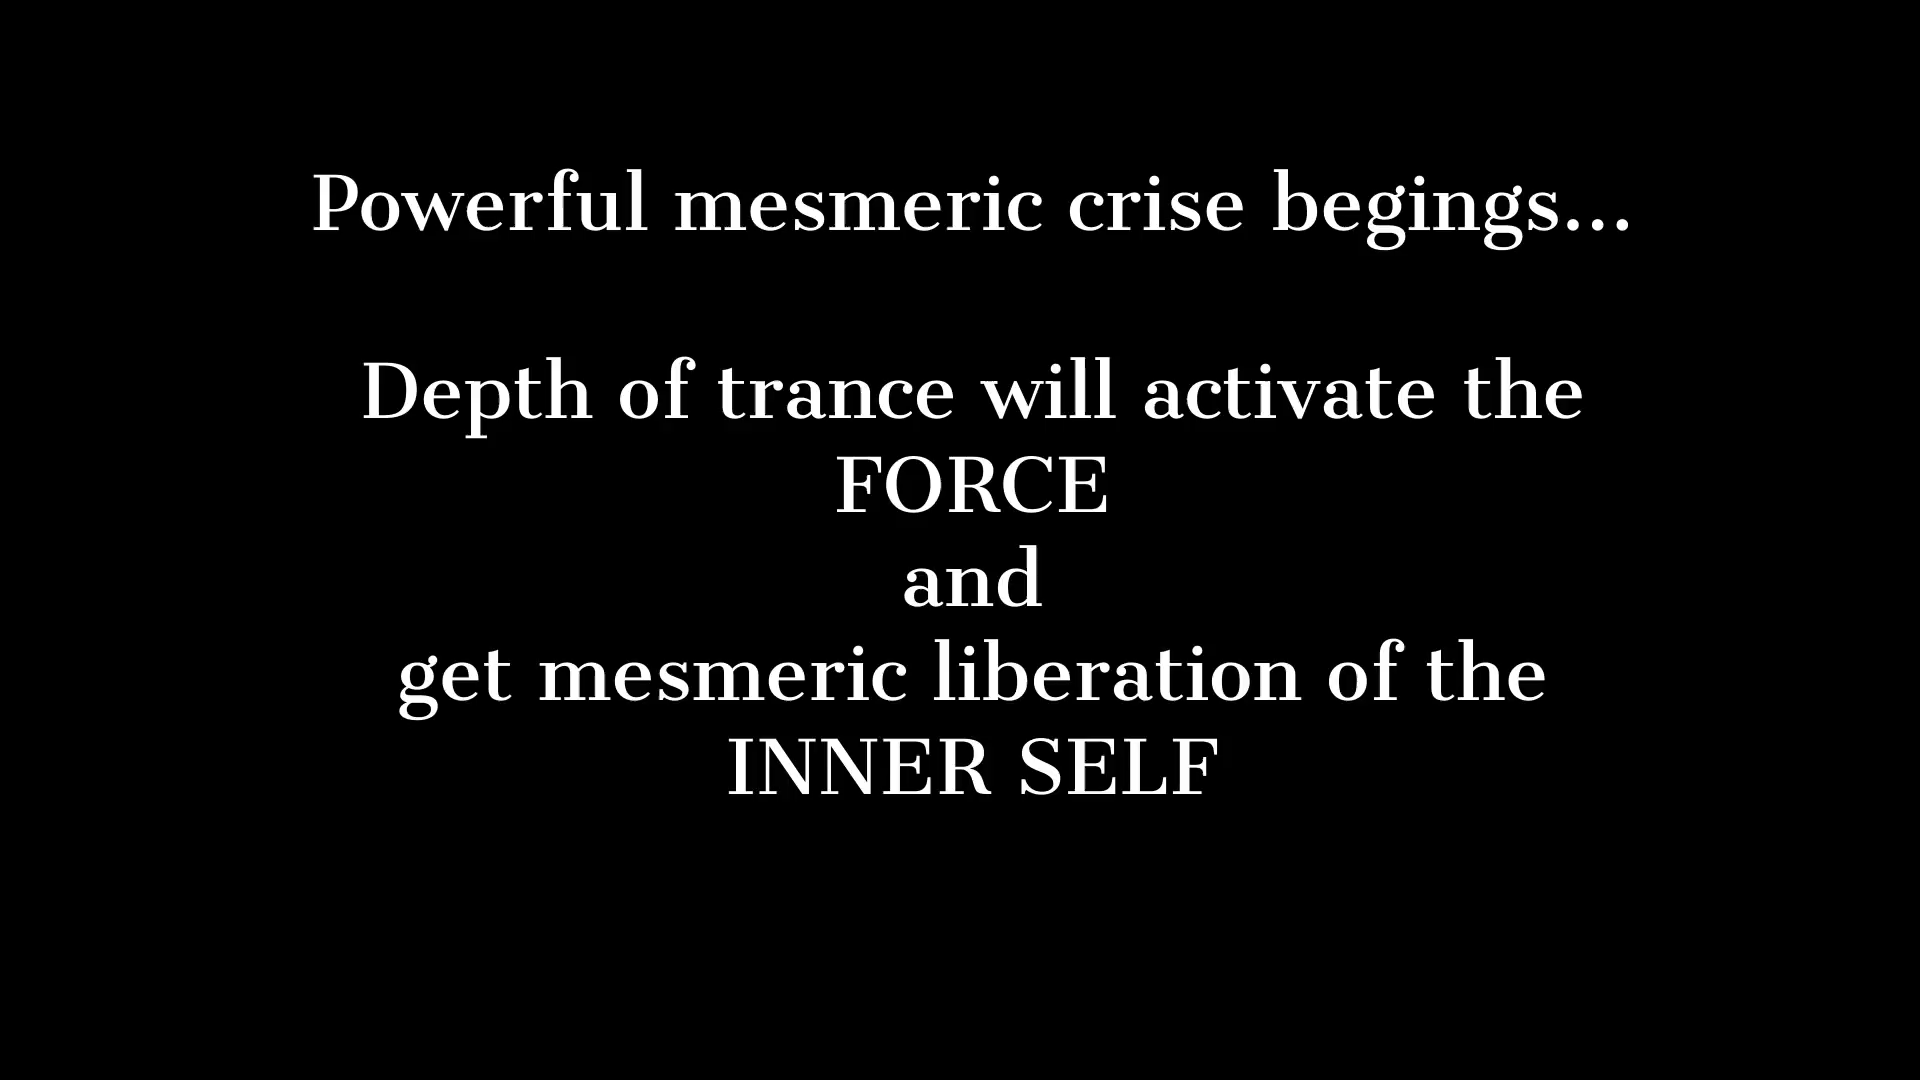 Powerful mesmeric crise begings...
Depth of trance will activate the
FORCE
and
get mesmeric liberation of the
INNER SELF